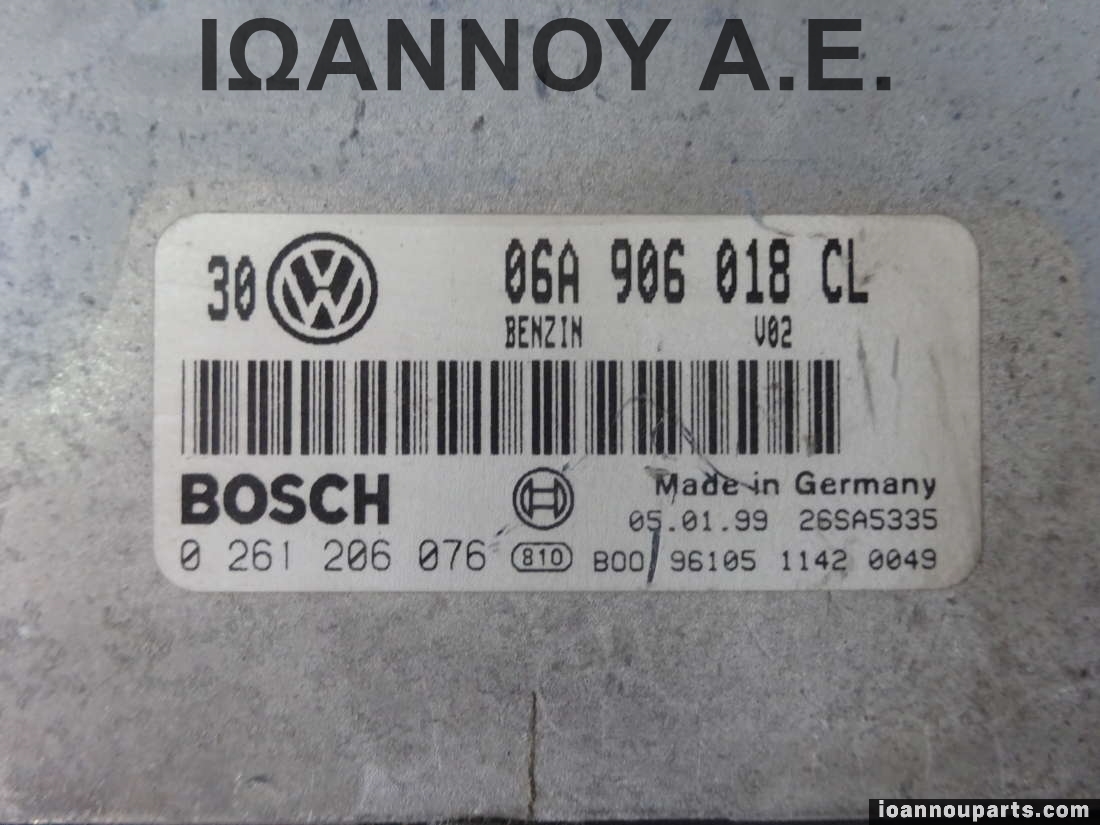 ΙΩΑΝΝΟΥ Α.Ε.
30 06A 906 018 CL
BENZIN V02
BOSCH Made in Germany
05.01.99 26SA5335
0 261 206 076 810 B00 96105 1142 0049
ioannouparts.com